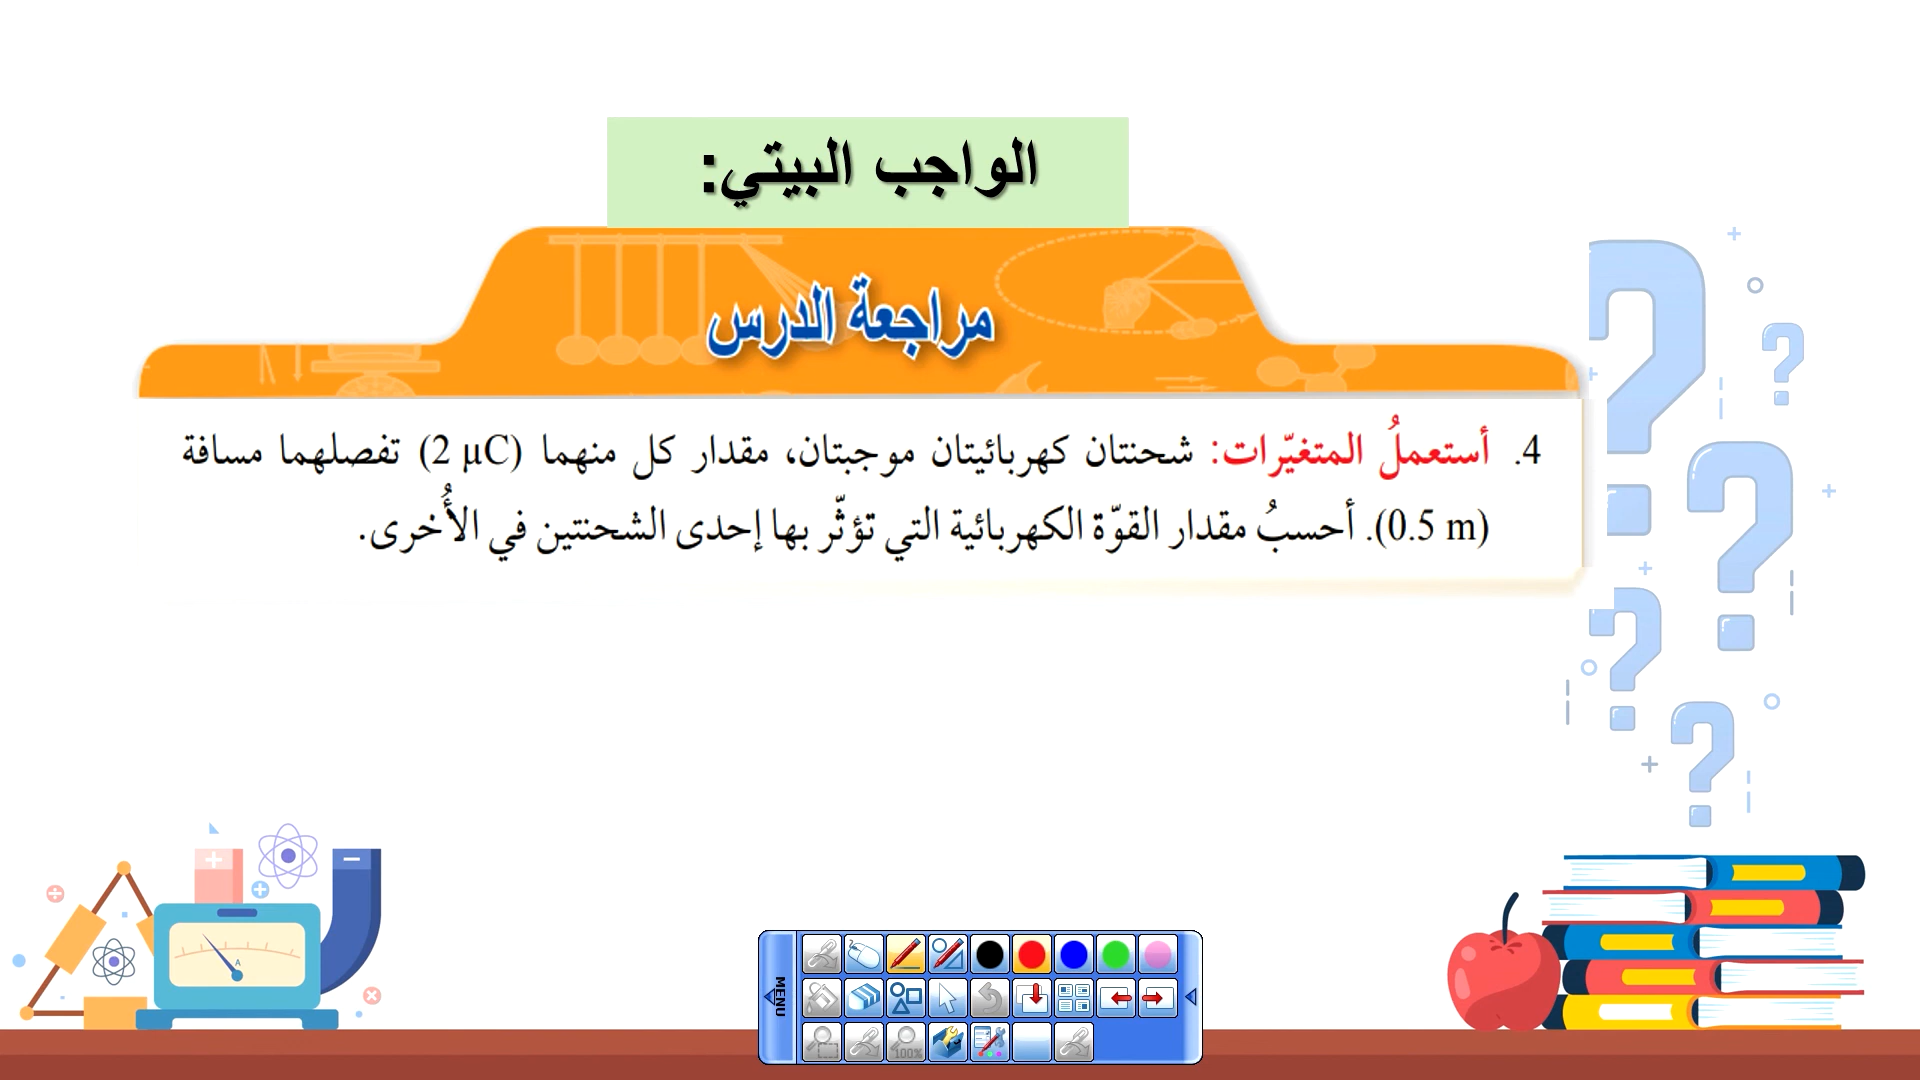 الواجب البيتي:
مراجعة الدرس
4. أستعملُ المتغيّرات: شحنتان كهربائيتان موجبتان، مقدار كل منهما (2 µC) تفصلهما مسافة
(0.5 m). أحسبُ مقدار القوّة الكهربائية التي تؤثّر بها إحدى الشحنتين في الأُخرى.
A
MENU
100%